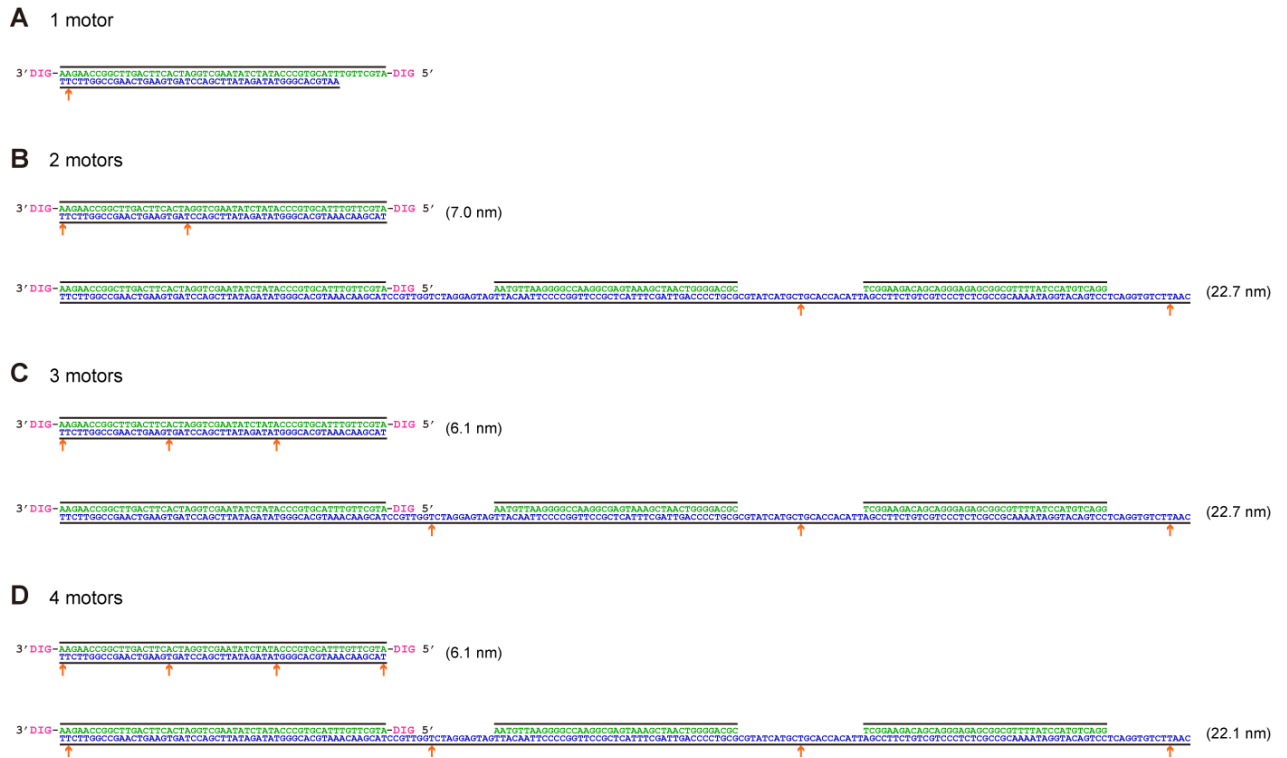 A 1 motor
3’DIG-AAGAACCGGCTTGACTTCACTAGGTCGAATATCTATACCCGTGCATTTGTTCGTA-DIG 5’
TTCTTGGCCGAACTGAAGTGATCCAGCTTATAGATATGGGCACGTAA
B 2 motors
3’DIG-AAGAACCGGCTTGACTTCACTAGGTCGAATATCTATACCCGTGCATTTGTTCGTA-DIG 5’ (7.0 nm)
TTCTTGGCCGAACTGAAGTGATCCAGCTTATAGATATGGGCACGTAAACAAGCAT
3’DIG-AAGAACCGGCTTGACTTCACTAGGTCGAATATCTATACCCGTGCATTTGTTCGTA-DIG 5’ AATGTTAAGGGGCCAAGGCGAGTAAAGCTAACTGGGGACGC TCGGAAGACAGCAGGGAGAGCGGCGTTTTATCCATGTCAGG
TTCTTGGCCGAACTGAAGTGATCCAGCTTATAGATATGGGCACGTAAACAAGCATCCGTTGGTCTAGGAGTAGTTACAATTCCCCGGTTCCGCTCATTTCGATTGACCCCTGCGCGTATCATGCTGCACCACATTAGCCTTCTGTCGTCCCTCTCGCCGCAAAATAGGTACAGTCCTCAGGTGTCTTAAC (22.7 nm)
C 3 motors
3’DIG-AAGAACCGGCTTGACTTCACTAGGTCGAATATCTATACCCGTGCATTTGTTCGTA-DIG 5’ (6.1 nm)
TTCTTGGCCGAACTGAAGTGATCCAGCTTATAGATATGGGCACGTAAACAAGCAT
3’DIG-AAGAACCGGCTTGACTTCACTAGGTCGAATATCTATACCCGTGCATTTGTTCGTA-DIG 5’ AATGTTAAGGGGCCAAGGCGAGTAAAGCTAACTGGGGACGC TCGGAAGACAGCAGGGAGAGCGGCGTTTTATCCATGTCAGG
TTCTTGGCCGAACTGAAGTGATCCAGCTTATAGATATGGGCACGTAAACAAGCATCCGTTGGTCTAGGAGTAGTTACAATTCCCCGGTTCCGCTCATTTCGATTGACCCCTGCGCGTATCATGCTGCACCACATTAGCCTTCTGTCGTCCCTCTCGCCGCAAAATAGGTACAGTCCTCAGGTGTCTTAAC (22.7 nm)
D 4 motors
3’DIG-AAGAACCGGCTTGACTTCACTAGGTCGAATATCTATACCCGTGCATTTGTTCGTA-DIG 5’ (6.1 nm)
TTCTTGGCCGAACTGAAGTGATCCAGCTTATAGATATGGGCACGTAAACAAGCAT
3’DIG-AAGAACCGGCTTGACTTCACTAGGTCGAATATCTATACCCGTGCATTTGTTCGTA-DIG 5’ AATGTTAAGGGGCCAAGGCGAGTAAAGCTAACTGGGGACGC TCGGAAGACAGCAGGGAGAGCGGCGTTTTATCCATGTCAGG
TTCTTGGCCGAACTGAAGTGATCCAGCTTATAGATATGGGCACGTAAACAAGCATCCGTTGGTCTAGGAGTAGTTACAATTCCCCGGTTCCGCTCATTTCGATTGACCCCTGCGCGTATCATGCTGCACCACATTAGCCTTCTGTCGTCCCTCTCGCCGCAAAATAGGTACAGTCCTCAGGTGTCTTAAC (22.1 nm)